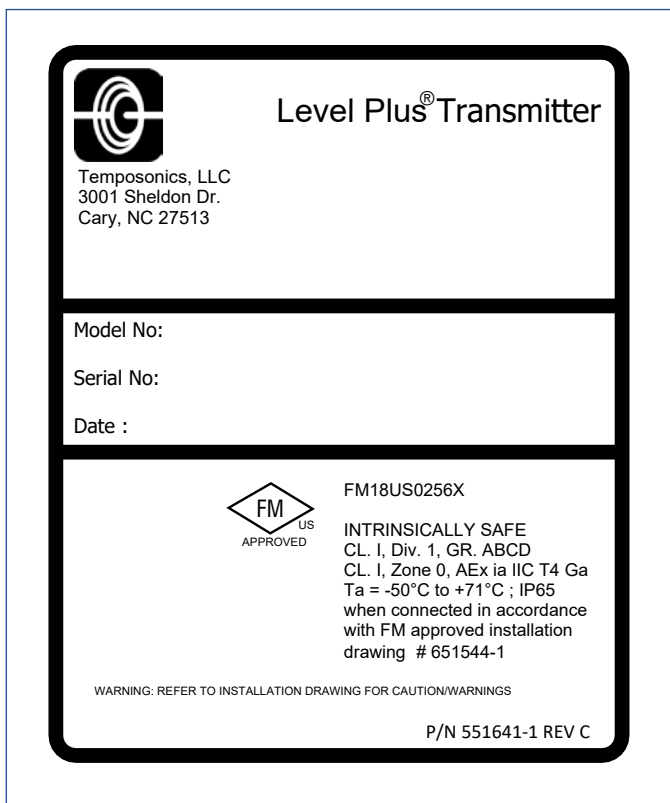 Level Plus® Transmitter
Temposonics, LLC
3001 Sheldon Dr.
Cary, NC 27513
Model No:
Serial No:
Date :
FM
US
APPROVED
FM18US0256X
INTRINSICALLY SAFE
CL. I, Div. 1, GR. ABCD
CL. I, Zone 0, AEx ia IIC T4 Ga
Ta = -50°C to +71°C ; IP65
when connected in accordance
with FM approved installation
drawing # 651544-1
WARNING: REFER TO INSTALLATION DRAWING FOR CAUTION/WARNINGS
P/N 551641-1 REV C